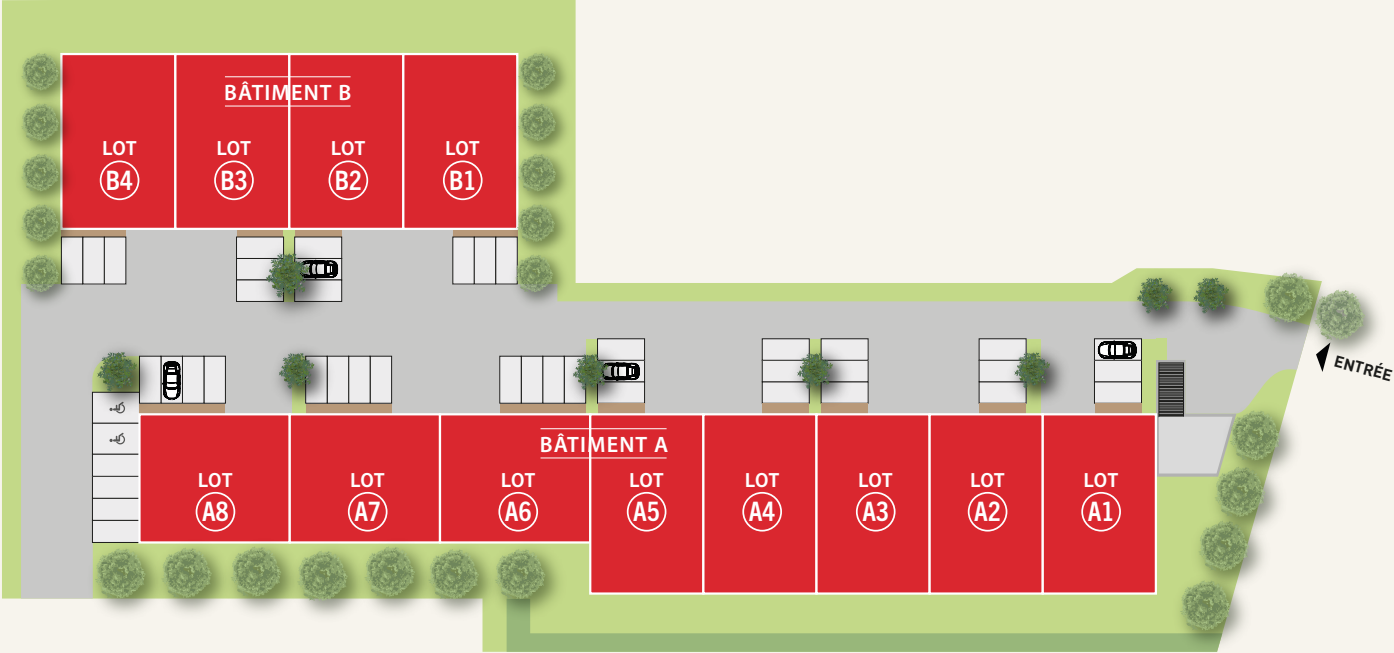 BÂTIMENT B
LOT
B4
LOT
B3
LOT
B2
LOT
B1
ENTRÉE
BÂTIMENT A
LOT
A8
LOT
A7
LOT
A6
LOT
A5
LOT
A4
LOT
A3
LOT
A2
LOT
A1